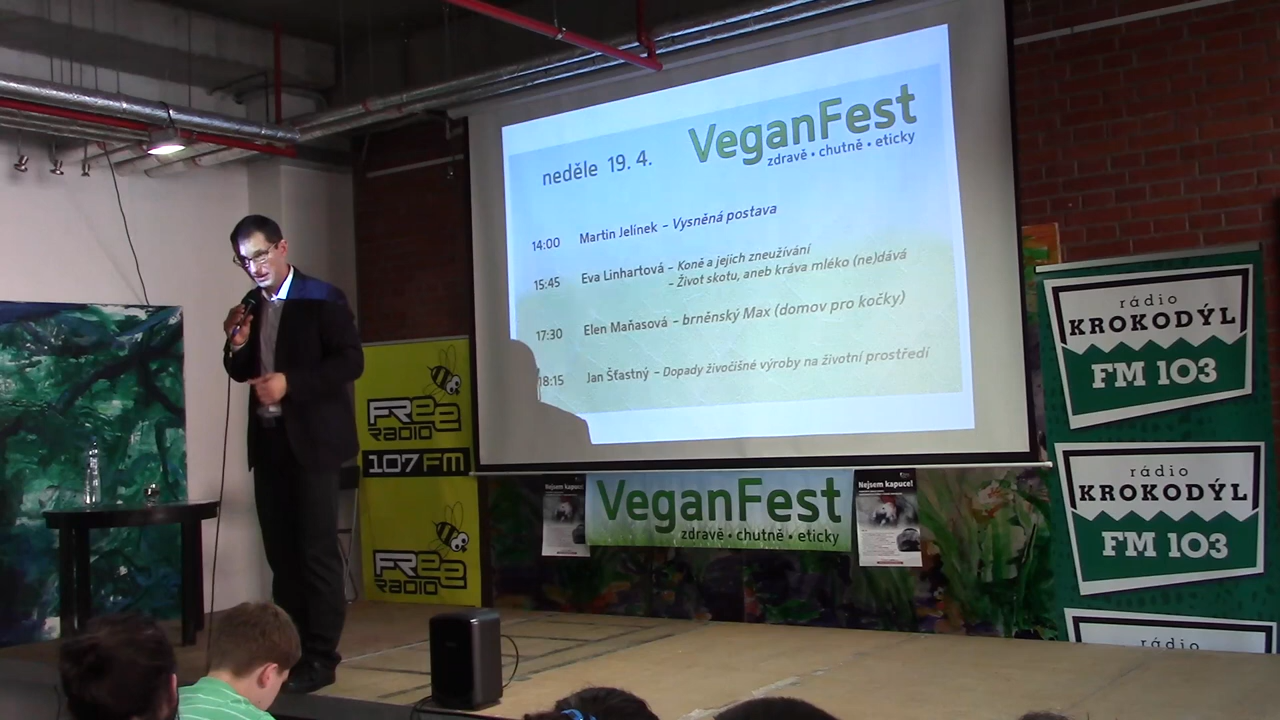 neděle 19. 4.
VeganFest
zdravě • chutně • eticky
14:00 Martin Jelínek – Vysněná postava
15:45 Eva Linhartová – Koně a jejich zneužívání
– Život skotu, aneb kráva mléko (ne)dává
17:30 Elen Maňasová – brněnský Max (domov pro kočky)
18:15 Jan Šťastný – Dopady živočišné výroby na životní prostředí
FRee
RADIO
107 FM
FRee
RADIO
Nejsem kapuce!
VeganFest
zdravě • chutně • eticky
Nejsem kapuce!
rádio
KROKODÝL
FM 103
rádio
KROKODÝL
FM 103
rádio